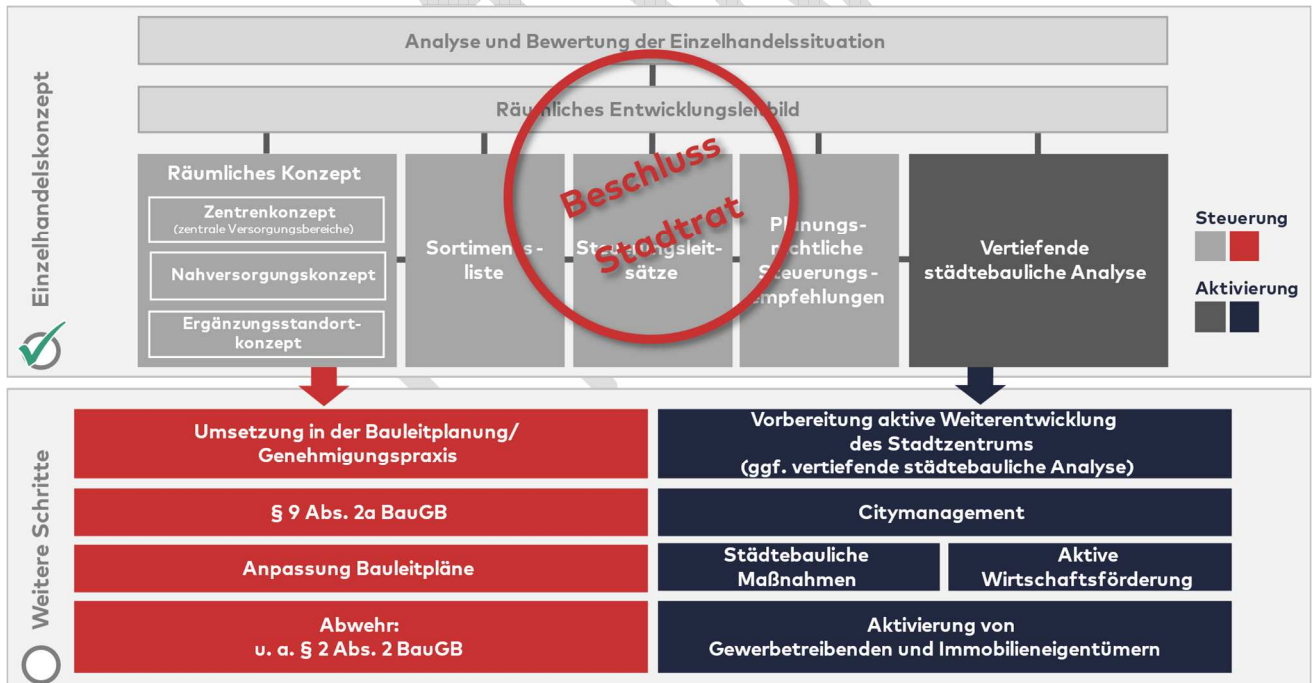 Einzelhandelskonzept
Analyse und Bewertung der Einzelhandelssituation
Räumliches Entwicklungsleitbild
Räumliches Konzept
Zentrenkonzept
(zentrale Versorgungsbereiche)
Nahversorgungskonzept
Ergänzungsstandort-
konzept
Sortiments-
liste
Steuerungsleit-
sätze
Planungs-
rechtliche
Steuerungs-
empfehlungen
Vertiefende
städtebauliche Analyse
Beschluss
Stadtrat
Steuerung
Aktivierung
Weitere Schritte
Umsetzung in der Bauleitplanung/
Genehmigungspraxis
§ 9 Abs. 2a BauGB
Anpassung Bauleitpläne
Abwehr:
u. a. § 2 Abs. 2 BauGB
Vorbereitung aktive Weiterentwicklung
des Stadtzentrums
(ggf. vertiefende städtebauliche Analyse)
Citymanagement
Städtebauliche
Maßnahmen
Aktive
Wirtschaftsförderung
Aktivierung von
Gewerbetreibenden und Immobilieneigentümern